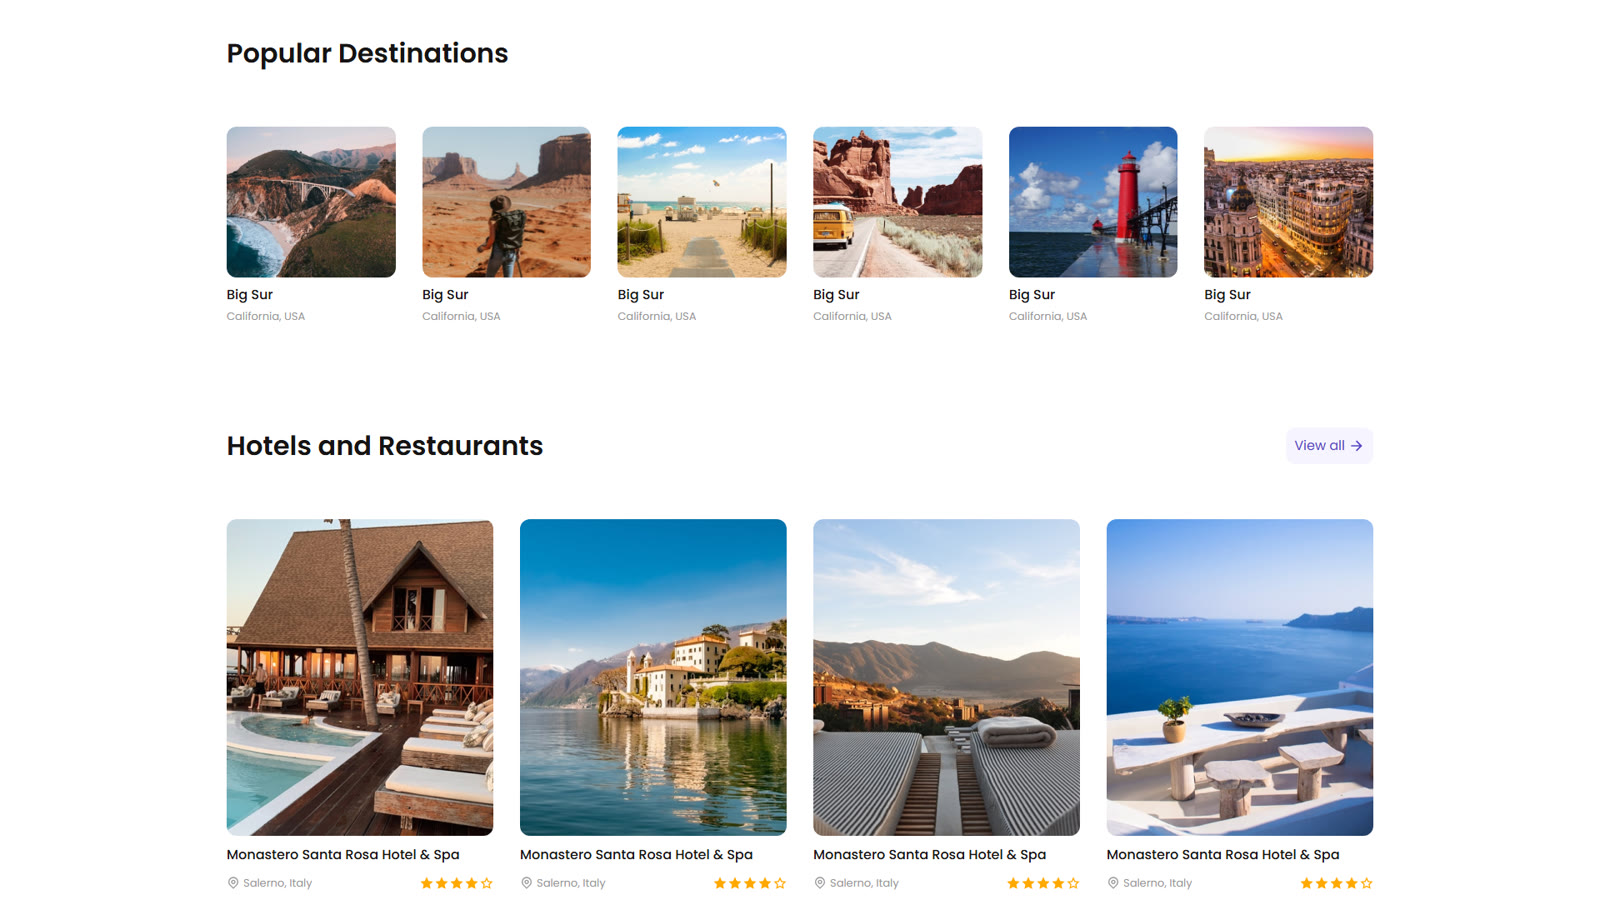 Popular Destinations
Big Sur Big Sur Big Sur Big Sur Big Sur Big Sur
California, USA California, USA California, USA California, USA California, USA California, USA
Hotels and Restaurants View all
Monastero Santa Rosa Hotel & Spa Monastero Santa Rosa Hotel & Spa Monastero Santa Rosa Hotel & Spa Monastero Santa Rosa Hotel & Spa
Salerno, Italy Salerno, Italy Salerno, Italy Salerno, Italy